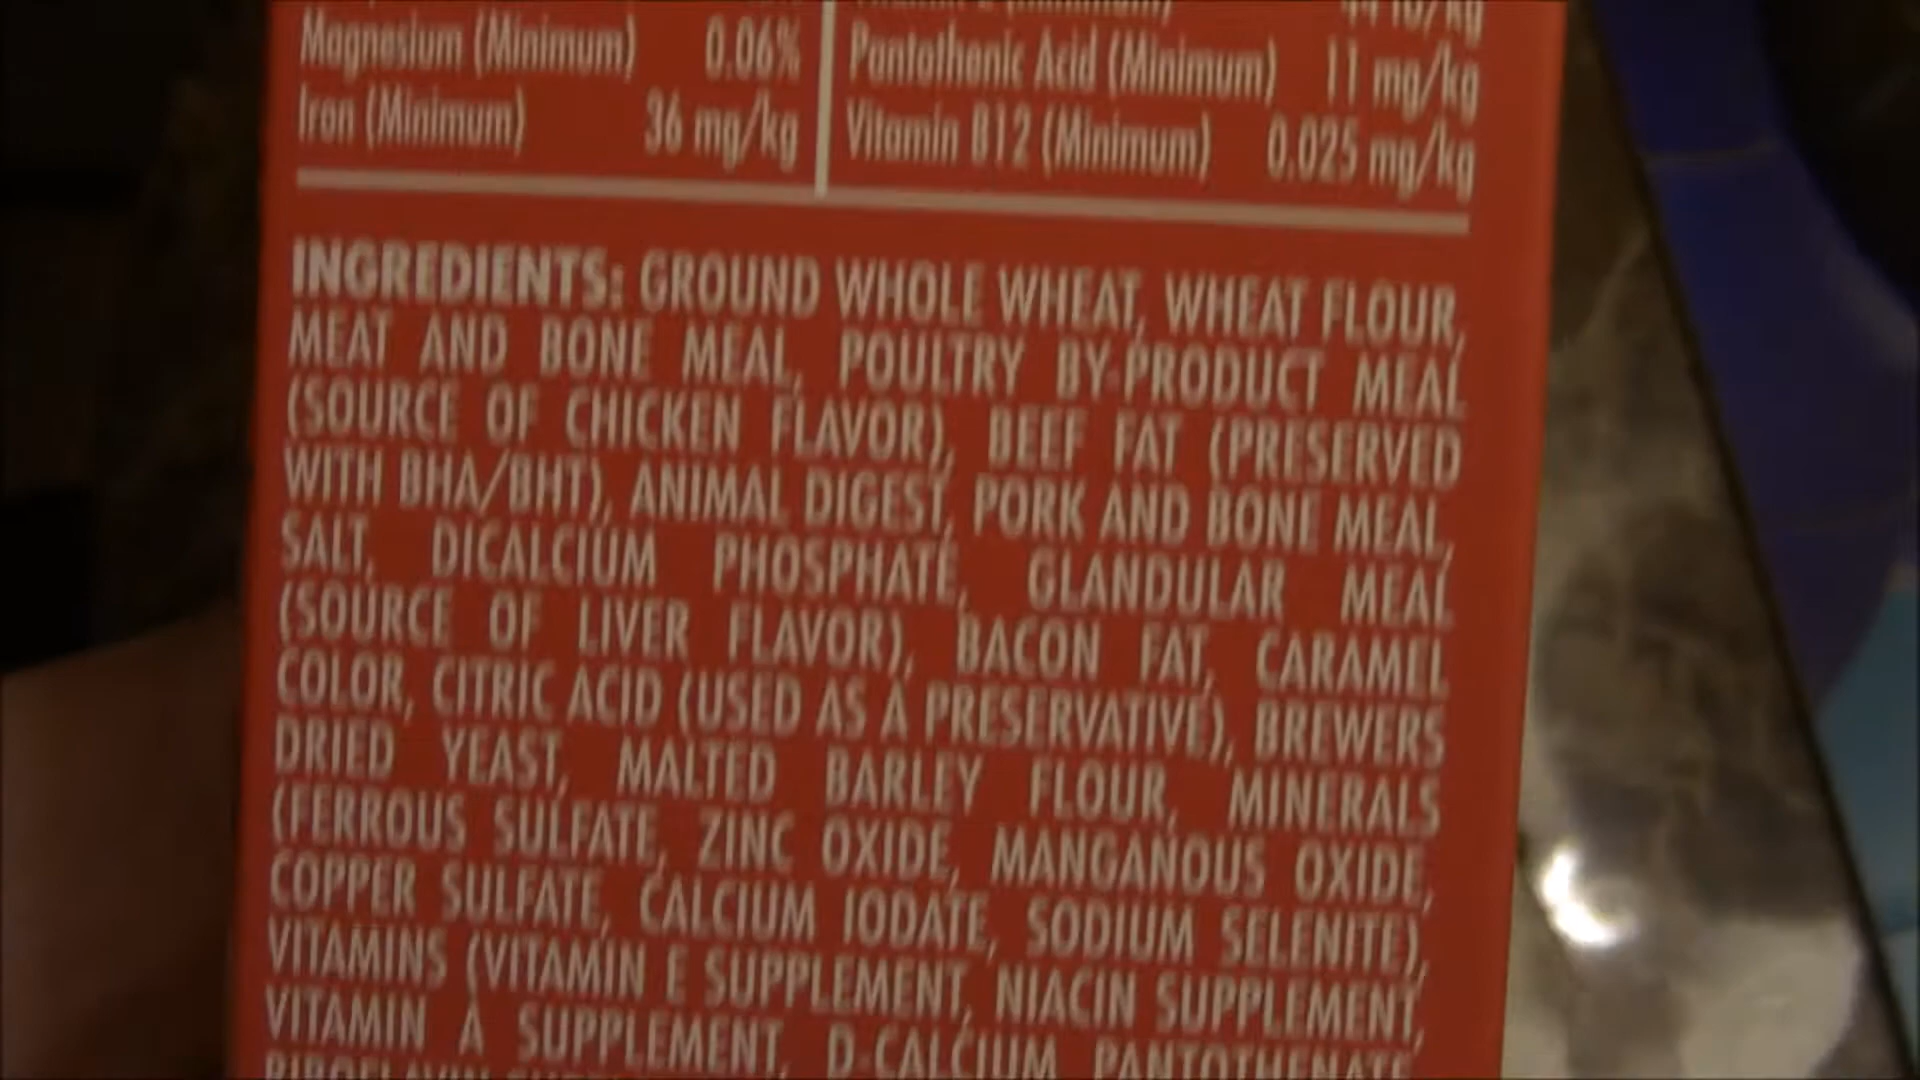 Magnesium (Minimum) 0.06%
Iron (Minimum) 36 mg/kg
44 IU/kg
Pantothenic Acid (Minimum) 11 mg/kg
Vitamin B12 (Minimum) 0.025 mg/kg
INGREDIENTS: GROUND WHOLE WHEAT, WHEAT FLOUR,
MEAT AND BONE MEAL, POULTRY BY-PRODUCT MEAL
(SOURCE OF CHICKEN FLAVOR), BEEF FAT (PRESERVED
WITH BHA/BHT), ANIMAL DIGEST, PORK AND BONE MEAL,
SALT, DICALCIUM PHOSPHATE, GLANDULAR MEAL
(SOURCE OF LIVER FLAVOR), BACON FAT, CARAMEL
COLOR, CITRIC ACID (USED AS A PRESERVATIVE), BREWERS
DRIED YEAST, MALTED BARLEY FLOUR, MINERALS
(FERROUS SULFATE, ZINC OXIDE, MANGANOUS OXIDE,
COPPER SULFATE, CALCIUM IODATE, SODIUM SELENITE),
VITAMINS (VITAMIN E SUPPLEMENT, NIACIN SUPPLEMENT,
VITAMIN A SUPPLEMENT, D-CALCIUM PANTOTHENATE,